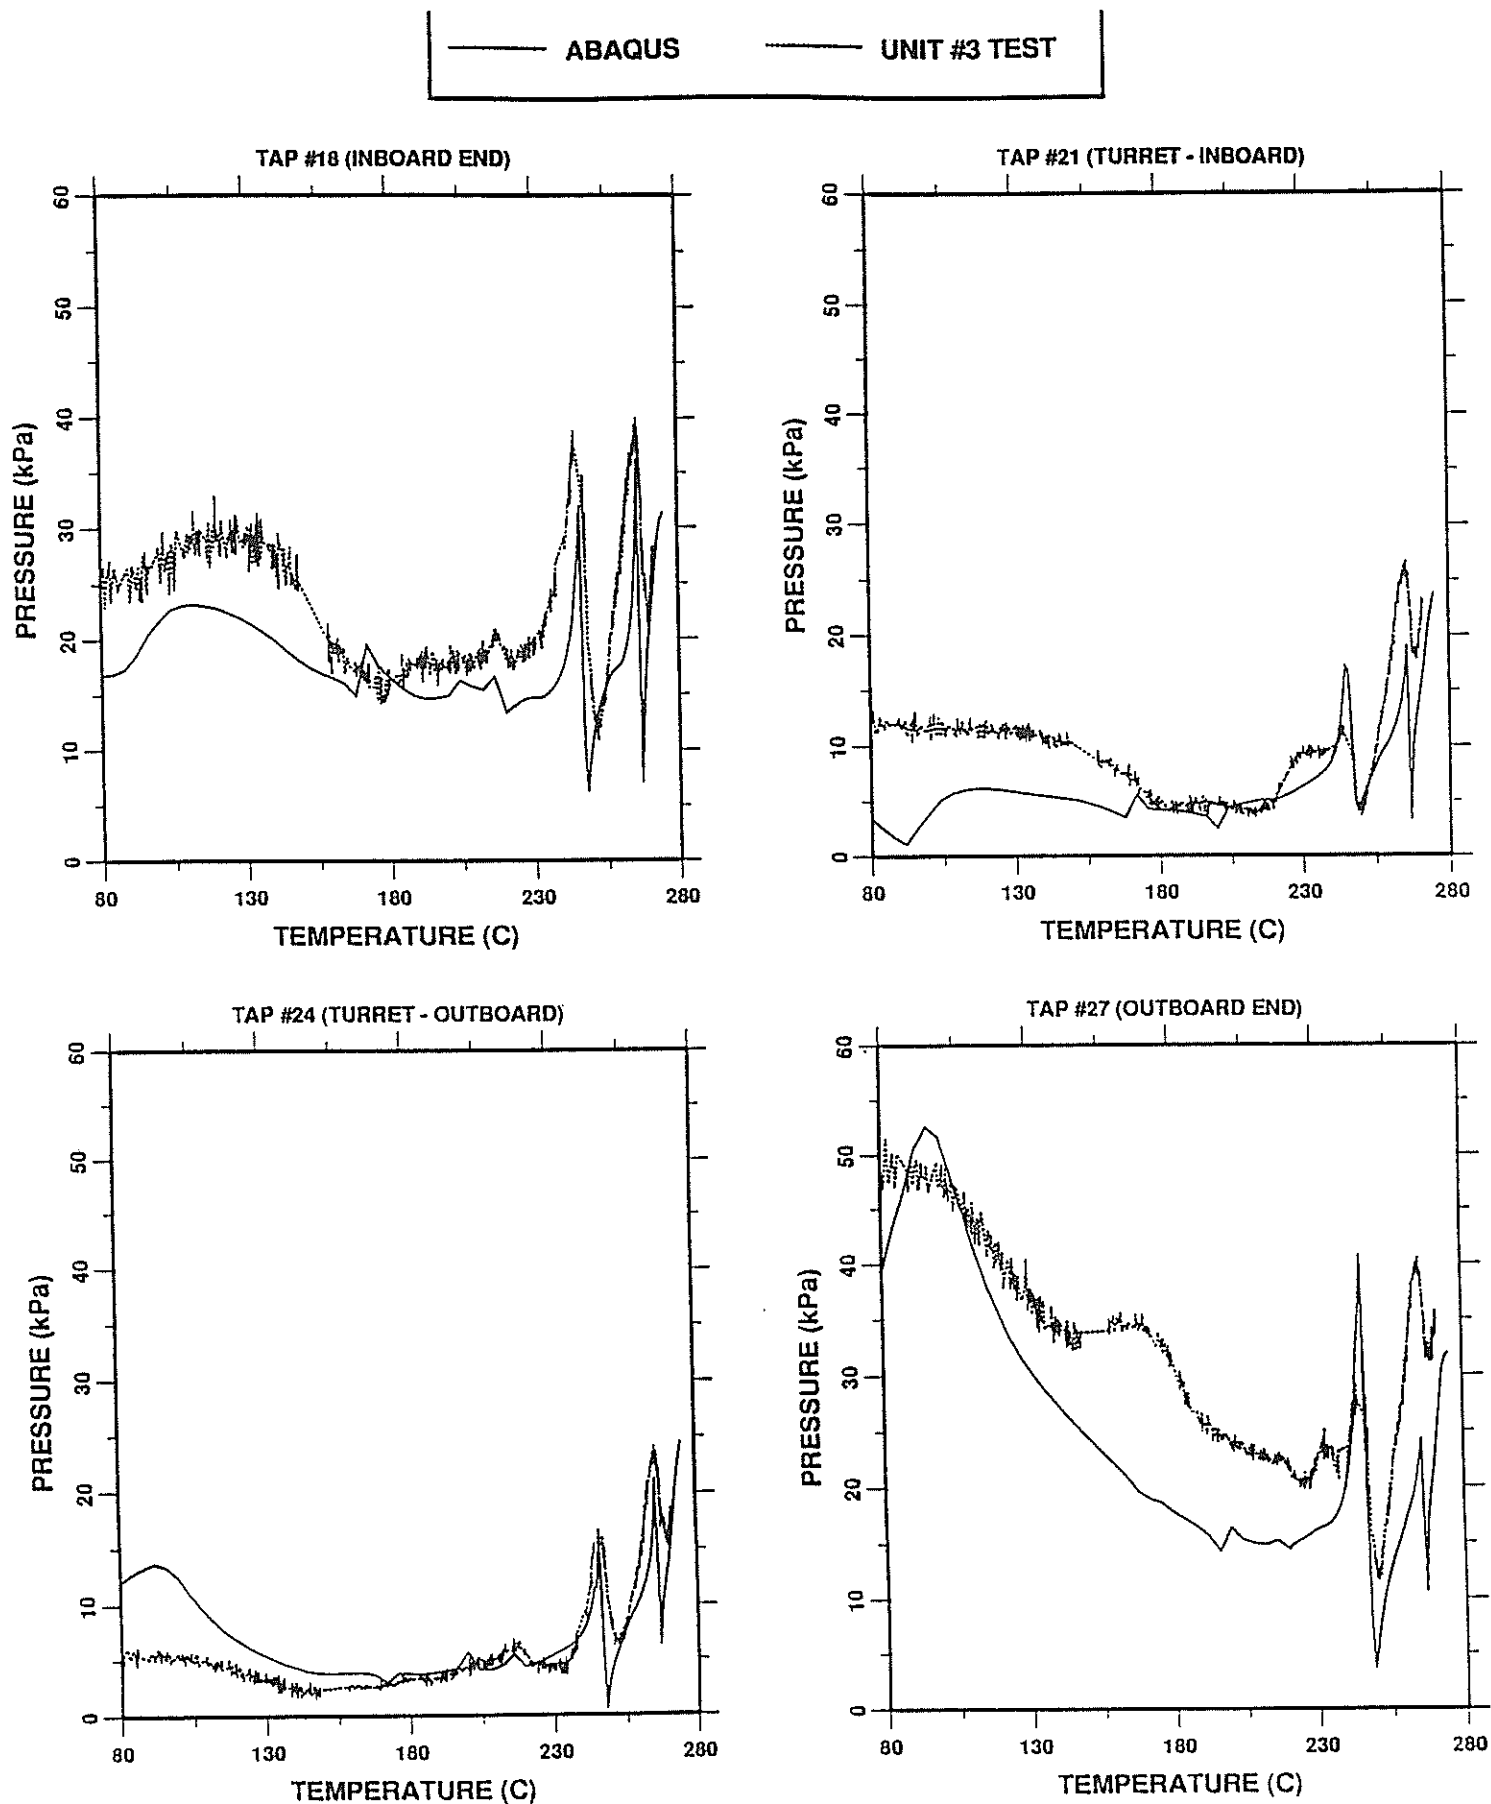 ABAQUS UNIT #3 TEST
TAP #18 (INBOARD END)
60
50
40
30
20
10
0
PRESSURE (kPa)
80 130 180 230 280
TEMPERATURE (C)
TAP #21 (TURRET - INBOARD)
60
50
40
30
20
10
0
PRESSURE (kPa)
80 130 180 230 280
TEMPERATURE (C)
TAP #24 (TURRET - OUTBOARD)
60
50
40
30
20
10
0
PRESSURE (kPa)
80 130 180 230 280
TEMPERATURE (C)
TAP #27 (OUTBOARD END)
60
50
40
30
20
10
0
PRESSURE (kPa)
80 130 180 230 280
TEMPERATURE (C)